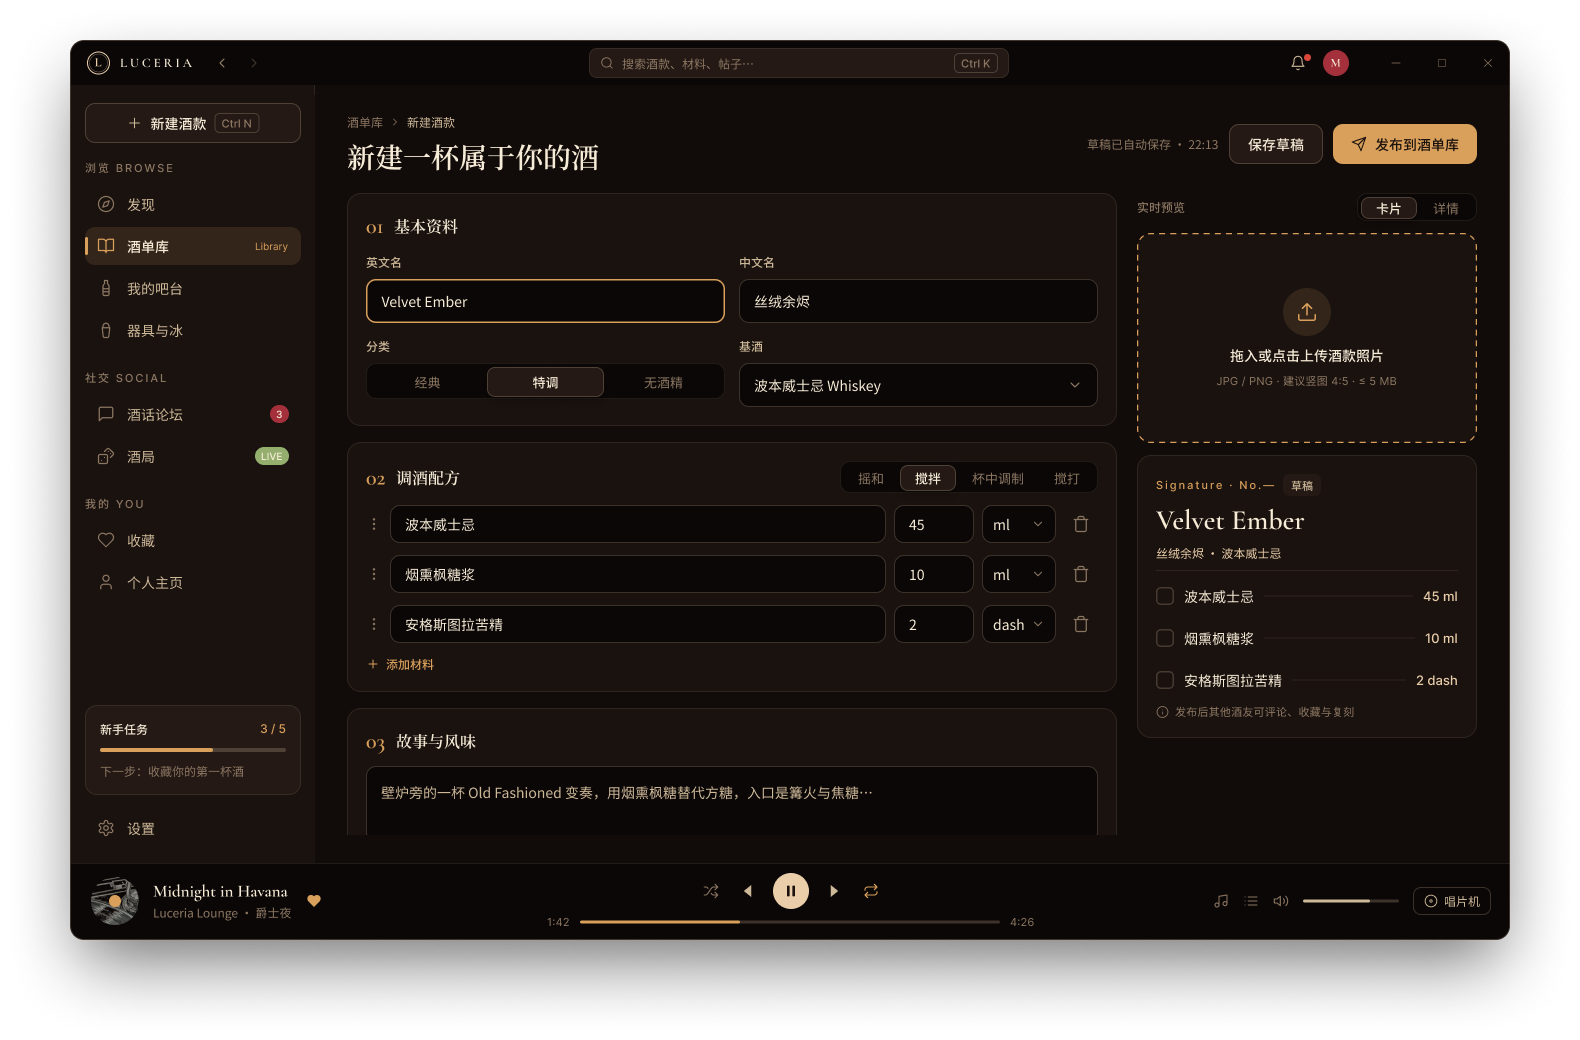 L LUCERIA
搜索酒款、材料、帖子… Ctrl K
M
新建酒款 Ctrl N
浏览 BROWSE
发现
酒单库 Library
我的吧台
器具与冰
社交 SOCIAL
酒话论坛 3
酒局 LIVE
我的 YOU
收藏
个人主页
新手任务 3 / 5
下一步：收藏你的第一杯酒
设置
酒单库 > 新建酒款
新建一杯属于你的酒
草稿已自动保存 · 22:13
保存草稿
发布到酒单库
01 基本资料
英文名
Velvet Ember
中文名
丝绒余烬
分类
经典 特调 无酒精
基酒
波本威士忌 Whiskey
02 调酒配方
摇和 搅拌 杯中调制 搅打
波本威士忌 45 ml
烟熏枫糖浆 10 ml
安格斯图拉苦精 2 dash
添加材料
03 故事与风味
壁炉旁的一杯 Old Fashioned 变奏，用烟熏枫糖替代方糖，入口是篝火与焦糖…
实时预览
卡片 详情
拖入或点击上传酒款照片
JPG / PNG · 建议竖图 4:5 · ≤ 5 MB
Signature · No.— 草稿
Velvet Ember
丝绒余烬 · 波本威士忌
波本威士忌 45 ml
烟熏枫糖浆 10 ml
安格斯图拉苦精 2 dash
发布后其他酒友可评论、收藏与复刻
Midnight in Havana
Luceria Lounge · 爵士夜
1:42
4:26
唱片机